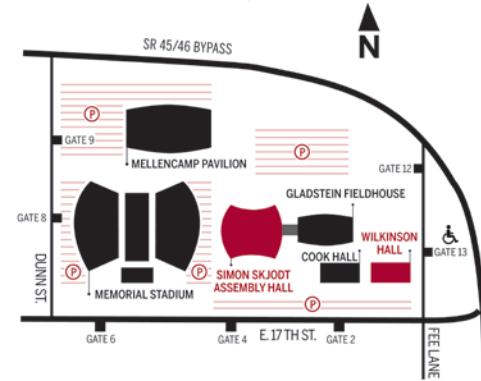 SR 45/46 BYPASS
N
P
GATE 9
MELLENCAMP PAVILION
P
GATE 12
GLADSTEIN FIELDHOUSE
GATE 8
WILKINSON
HALL
COOK HALL
GATE 13
DUNN ST.
P
P
SIMON SKJODT
ASSEMBLY HALL
MEMORIAL STADIUM
P
GATE 6
GATE 4
E. 17 TH ST.
GATE 2
FEE LANE